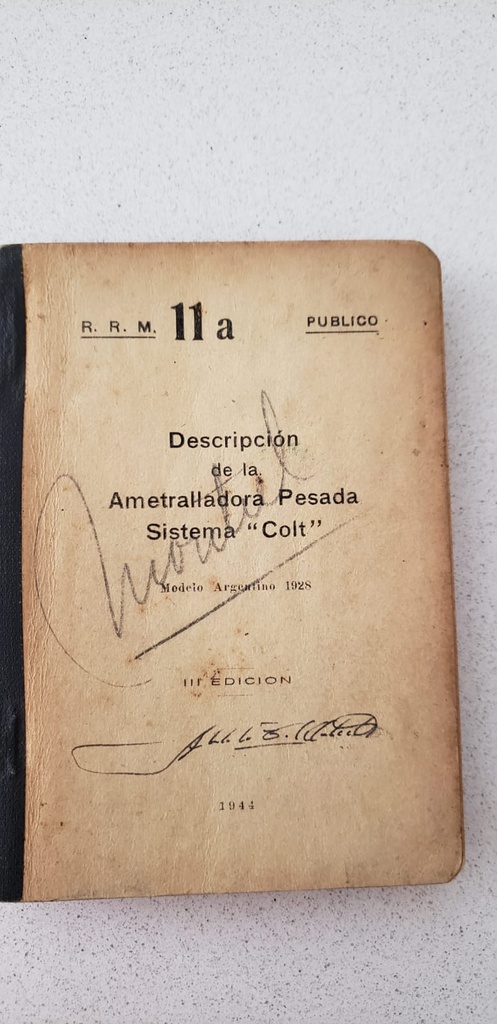 R. R. M. 11 a PUBLICO
Descripción
de la
Ametralladora Pesada
Sistema "Colt"
Modelo Argentino 1928
III EDICION
1944